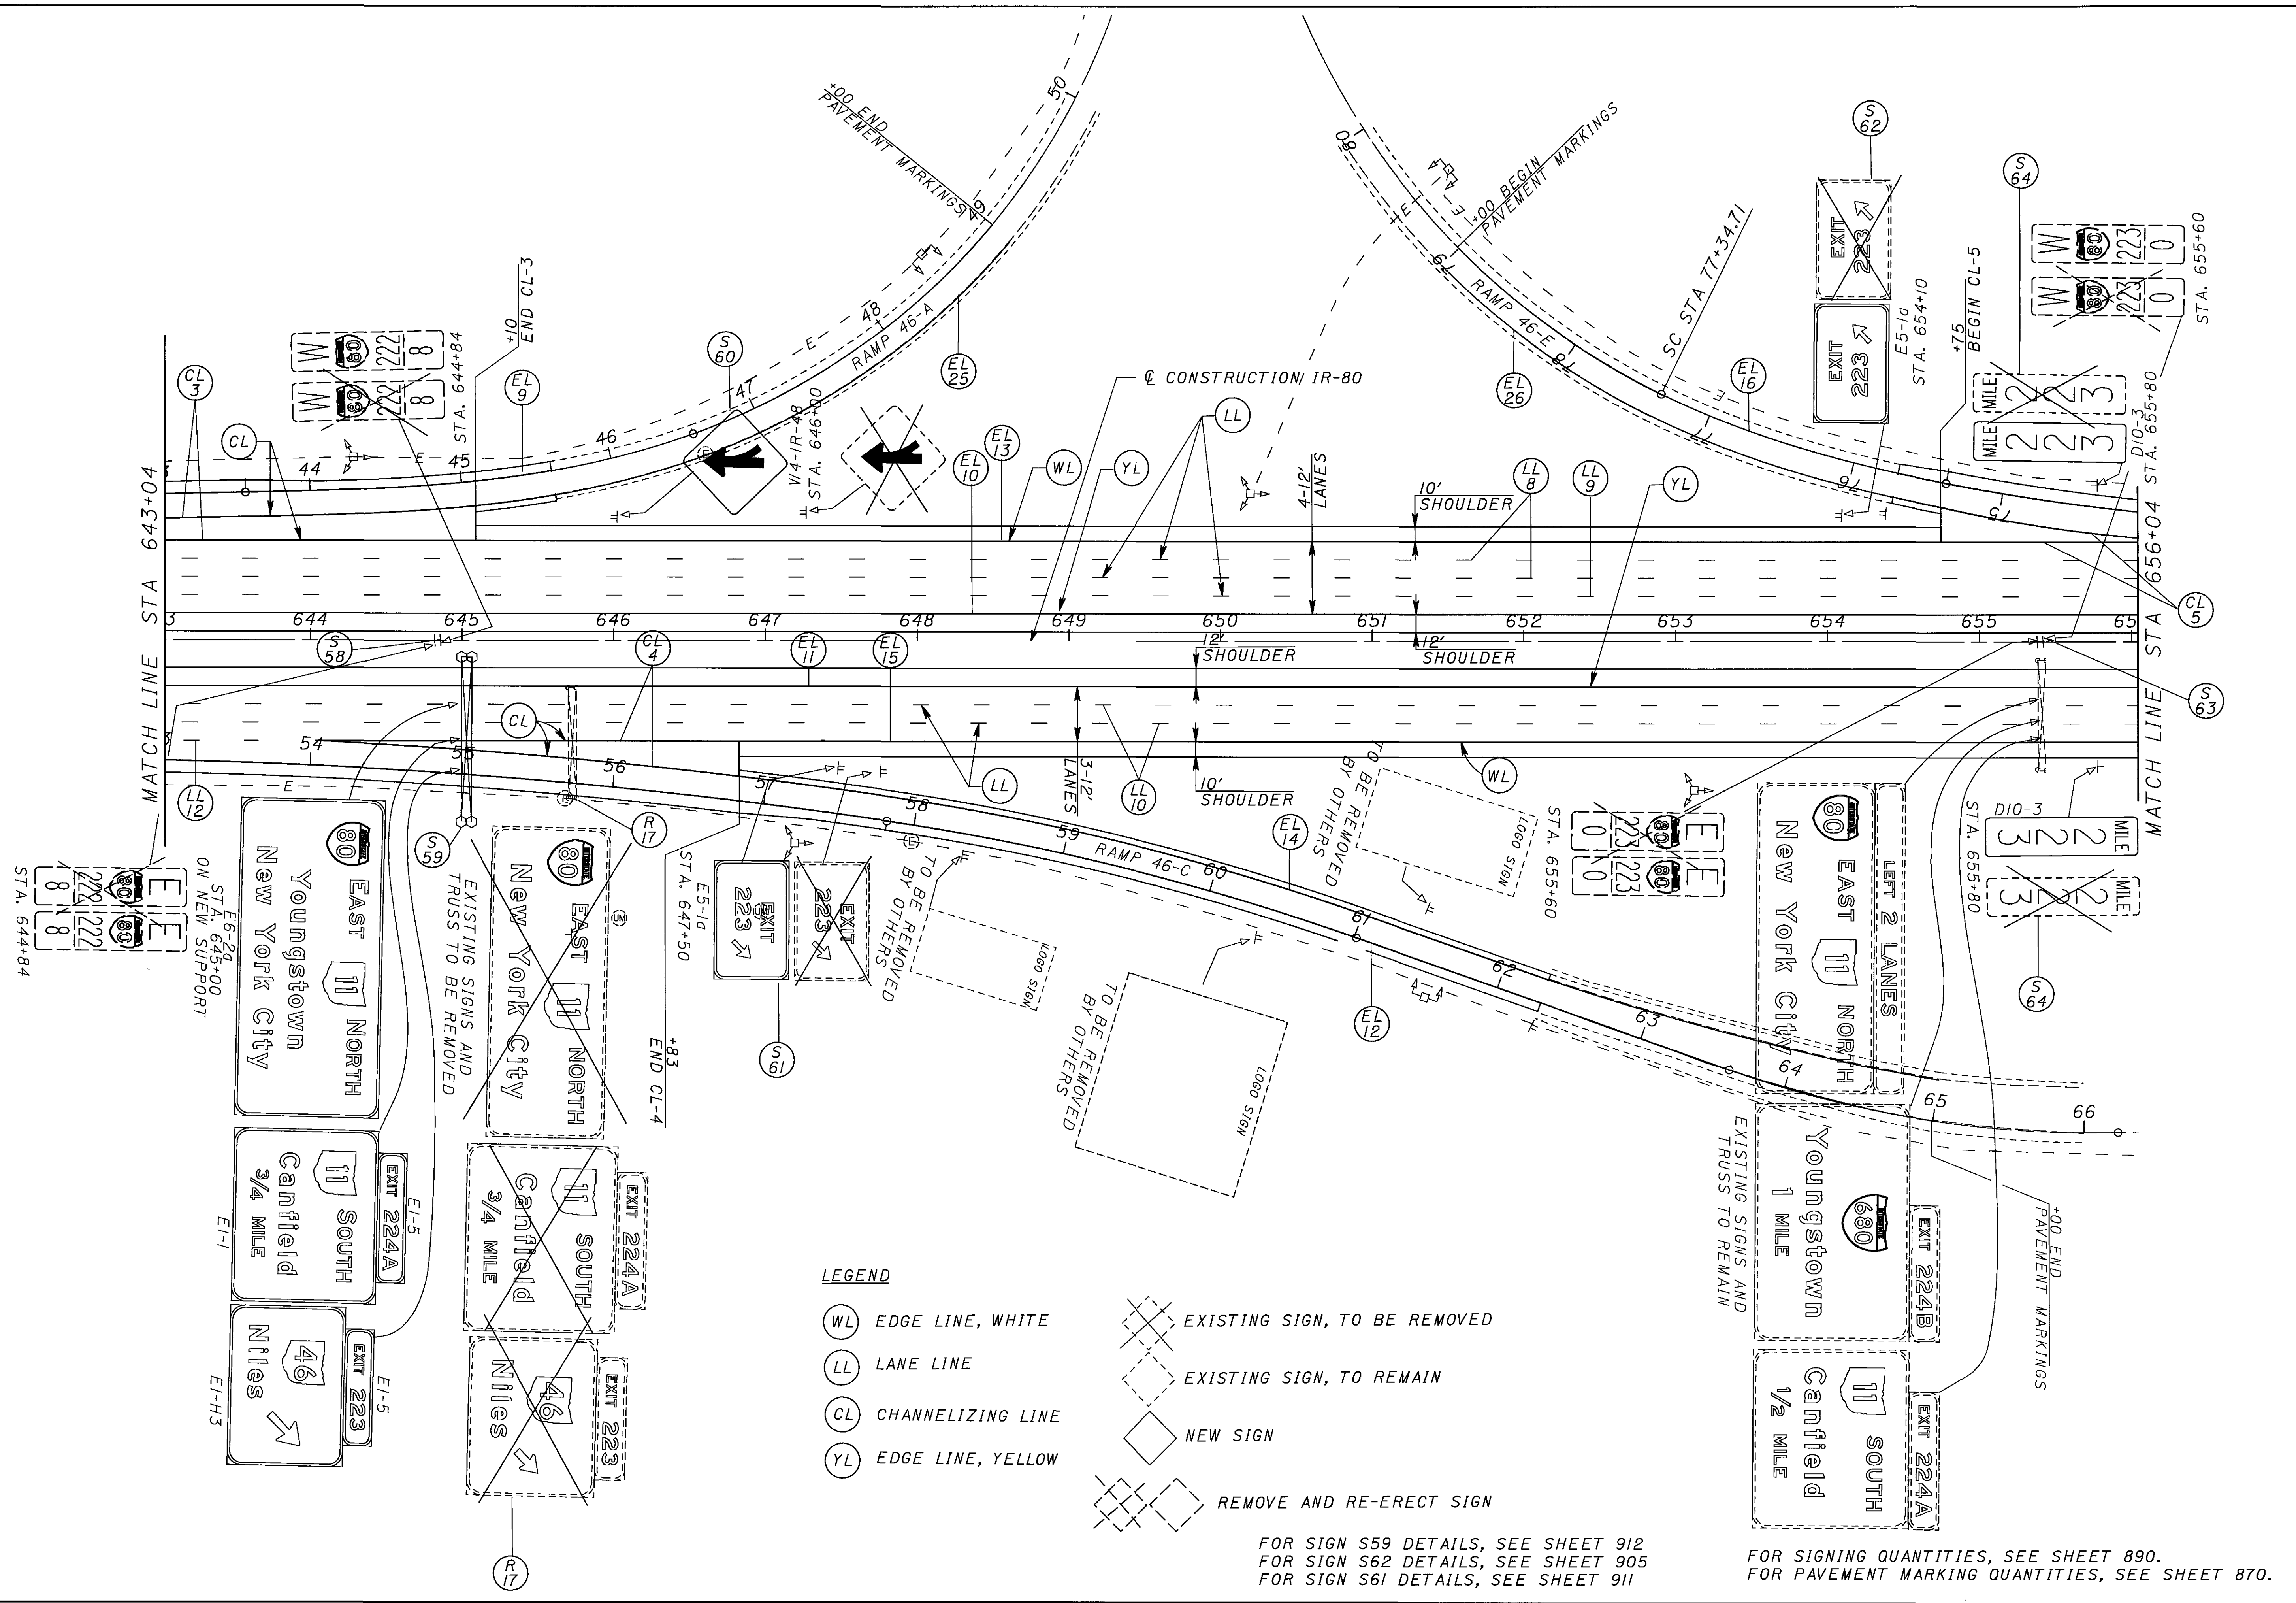 +00 END
PAVEMENT MARKINGS
50
49
48
47
46
45
44
RAMP 46-A
EL
25
S
60
+10
END CL-3
EL
9
W
80
222
8
W
80
222
8
STA. 644+84
CL
3
CL
W4-1R-48
STA. 646+00
℄ CONSTRUCTION/IR-80
EL
10
EL
13
WL
YL
LL
4-12'
LANES
10'
SHOULDER
LL
8
LL
9
YL
80
79
78
77
76
75
+00 BEGIN
PAVEMENT MARKINGS
RAMP 46-E
EL
26
SC STA 77+34.71
EL
16
S
62
EXIT
223
EXIT
223
E5-1a
STA. 654+10
+75
BEGIN CL-5
S
64
W
80
223
0
W
80
223
0
STA. 655+60
MILE
223
MILE
223
D10-3
STA. 655+80
CL
5
S
63
MATCH LINE STA 643+04
MATCH LINE STA 656+04
3
644
645
646
647
648
649
650
651
652
653
654
655
65
S
58
CL
4
EL
11
EL
15
12'
SHOULDER
12'
SHOULDER
CL
LL
LL
10
3-12'
LANES
10'
SHOULDER
WL
LL
12
3
54
55
56
57
58
59
60
61
62
63
64
65
66
E
RAMP 46-C
EL
14
EL
12
S
59
R
17
E
80
222
8
E
80
222
8
STA. 644+84
E6-2a
STA. 645+00
ON NEW SUPPORT
80 EAST 11 NORTH
Youngstown
New York City
EXISTING SIGNS AND
TRUSS TO BE REMOVED
80 EAST 11 NORTH
New York City
EXIT 224A
11 SOUTH
Canfield
3/4 MILE
E1-5
E1-1
EXIT 223
46
Niles
E1-5
E1-H3
EXIT 224A
11 SOUTH
Canfield
3/4 MILE
EXIT 223
46
Niles
R
17
+83
END CL-4
E5-1a
STA. 647+50
EXIT
223
EXIT
223
S
61
TO BE REMOVED
BY OTHERS
LOGO SIGN
TO BE REMOVED
BY OTHERS
LOGO SIGN
TO BE REMOVED
BY OTHERS
LOGO SIGN
E
80
223
0
E
80
223
0
STA. 655+60
LEFT 2 LANES
80 EAST 11 NORTH
New York City
D10-3
STA. 655+80
MILE
223
MILE
223
S
64
EXISTING SIGNS AND
TRUSS TO REMAIN
EXIT 224B
680
Youngstown
1 MILE
EXIT 224A
11 SOUTH
Canfield
1/2 MILE
+00 END
PAVEMENT MARKINGS
LEGEND
WL EDGE LINE, WHITE
LL LANE LINE
CL CHANNELIZING LINE
YL EDGE LINE, YELLOW
EXISTING SIGN, TO BE REMOVED
EXISTING SIGN, TO REMAIN
NEW SIGN
REMOVE AND RE-ERECT SIGN
FOR SIGN S59 DETAILS, SEE SHEET 912
FOR SIGN S62 DETAILS, SEE SHEET 905
FOR SIGN S61 DETAILS, SEE SHEET 911
FOR SIGNING QUANTITIES, SEE SHEET 890.
FOR PAVEMENT MARKING QUANTITIES, SEE SHEET 870.